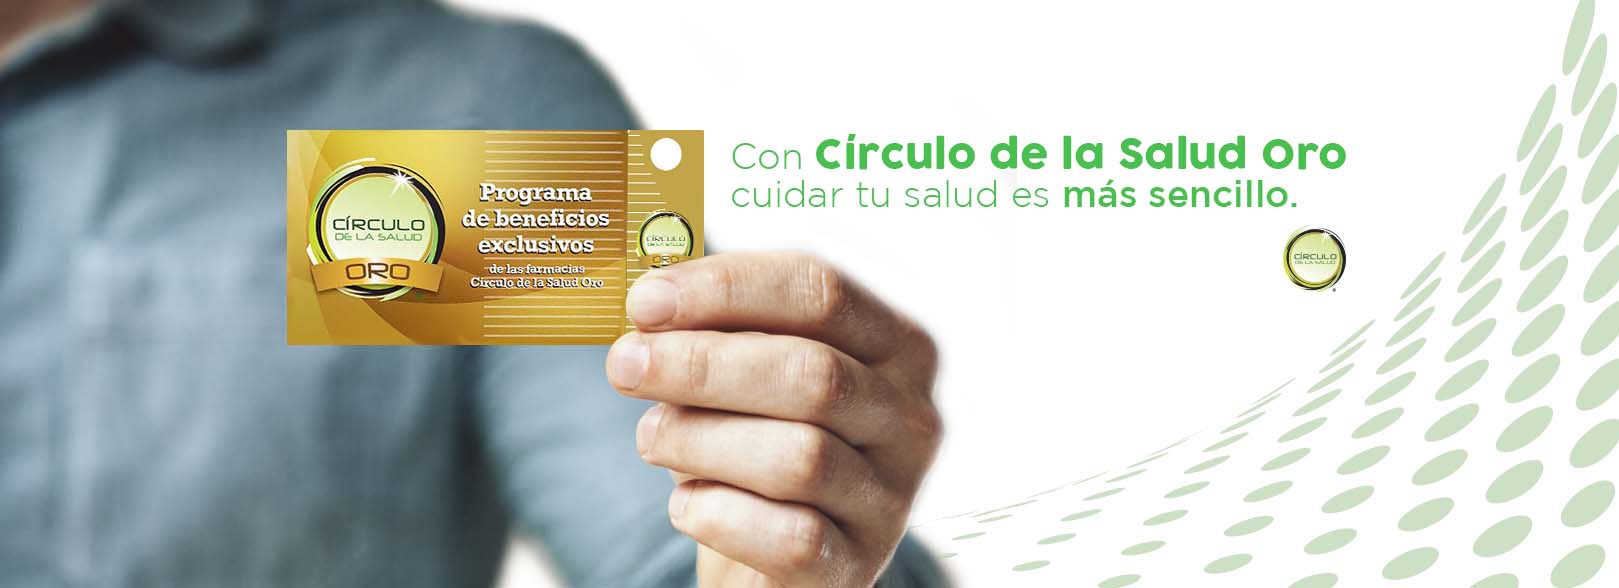 CÍRCULO
DE LA SALUD
ORO
Programa
de beneficios
exclusivos
de las farmacias
Círculo de la Salud Oro
CÍRCULO
DE LA SALUD
ORO
Con Círculo de la Salud Oro
cuidar tu salud es más sencillo.
CÍRCULO
DE LA SALUD